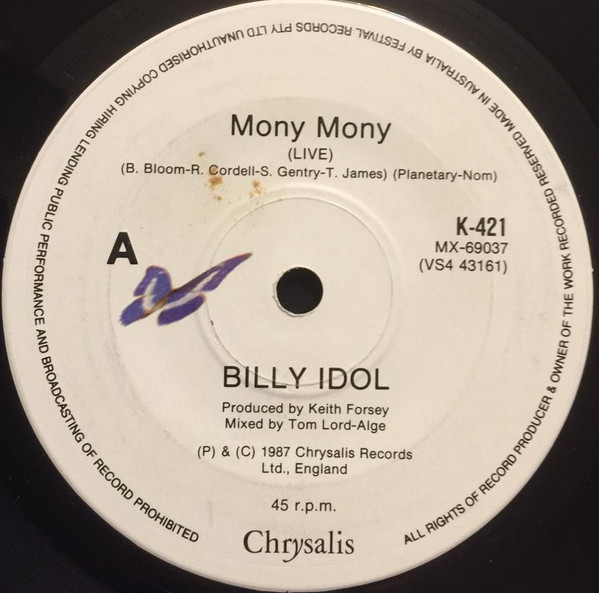 Mony Mony
(LIVE)
(B. Bloom-R. Cordell-S. Gentry-T. James) (Planetary-Nom)
A
K-421
MX-69037
(VS4 43161)
BILLY IDOL
Produced by Keith Forsey
Mixed by Tom Lord-Alge
(P) & (C) 1987 Chrysalis Records
Ltd., England
45 r.p.m.
Chrysalis
ALL RIGHTS OF RECORD PRODUCER & OWNER OF THE WORK RECORDED RESERVED MADE IN AUSTRALIA BY FESTIVAL RECORDS PTY LTD UNAUTHORISED COPYING HIRING LENDING PUBLIC PERFORMANCE AND BROADCASTING OF RECORD PROHIBITED